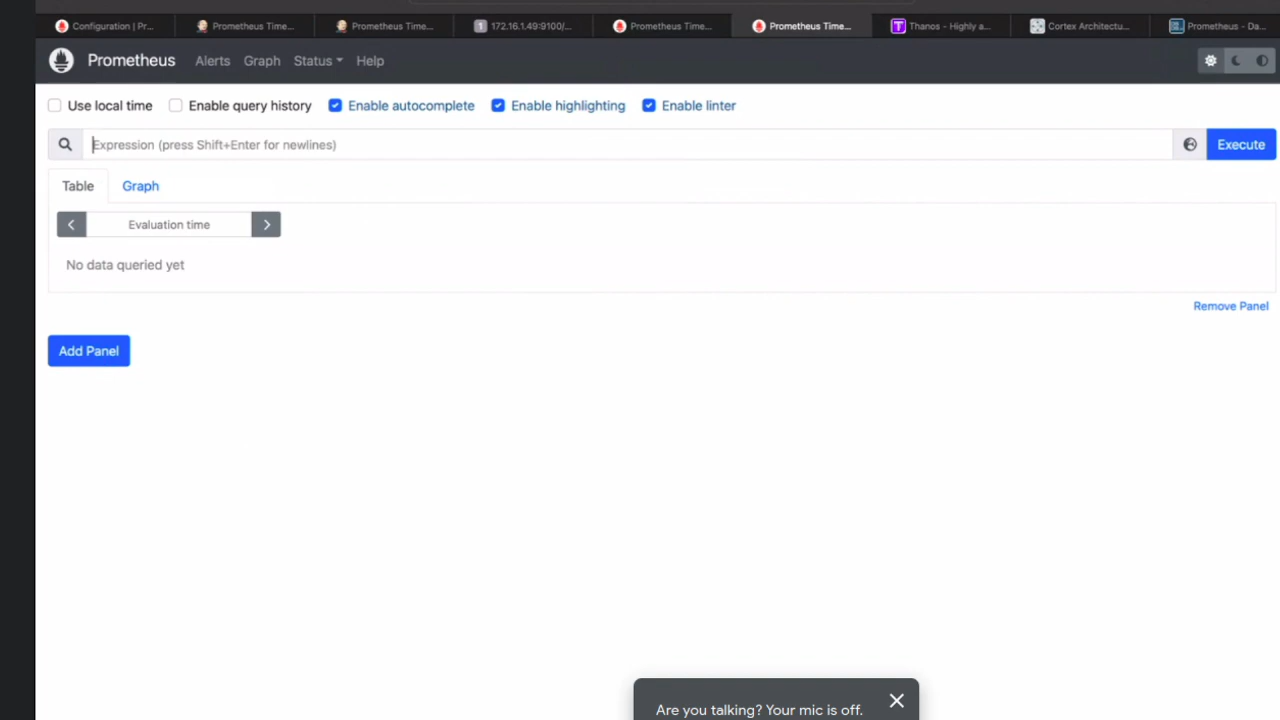 Configuration | Pr... Prometheus Time... Prometheus Time... 1 172.16.1.49:9100/... Prometheus Time... Prometheus Time... T Thanos - Highly a... Cortex Architectu... Prometheus - Da...
Prometheus Alerts Graph Status Help
Use local time Enable query history Enable autocomplete Enable highlighting Enable linter
Expression (press Shift+Enter for newlines) Execute
Table Graph
Evaluation time
No data queried yet
Remove Panel
Add Panel
Are you talking? Your mic is off.